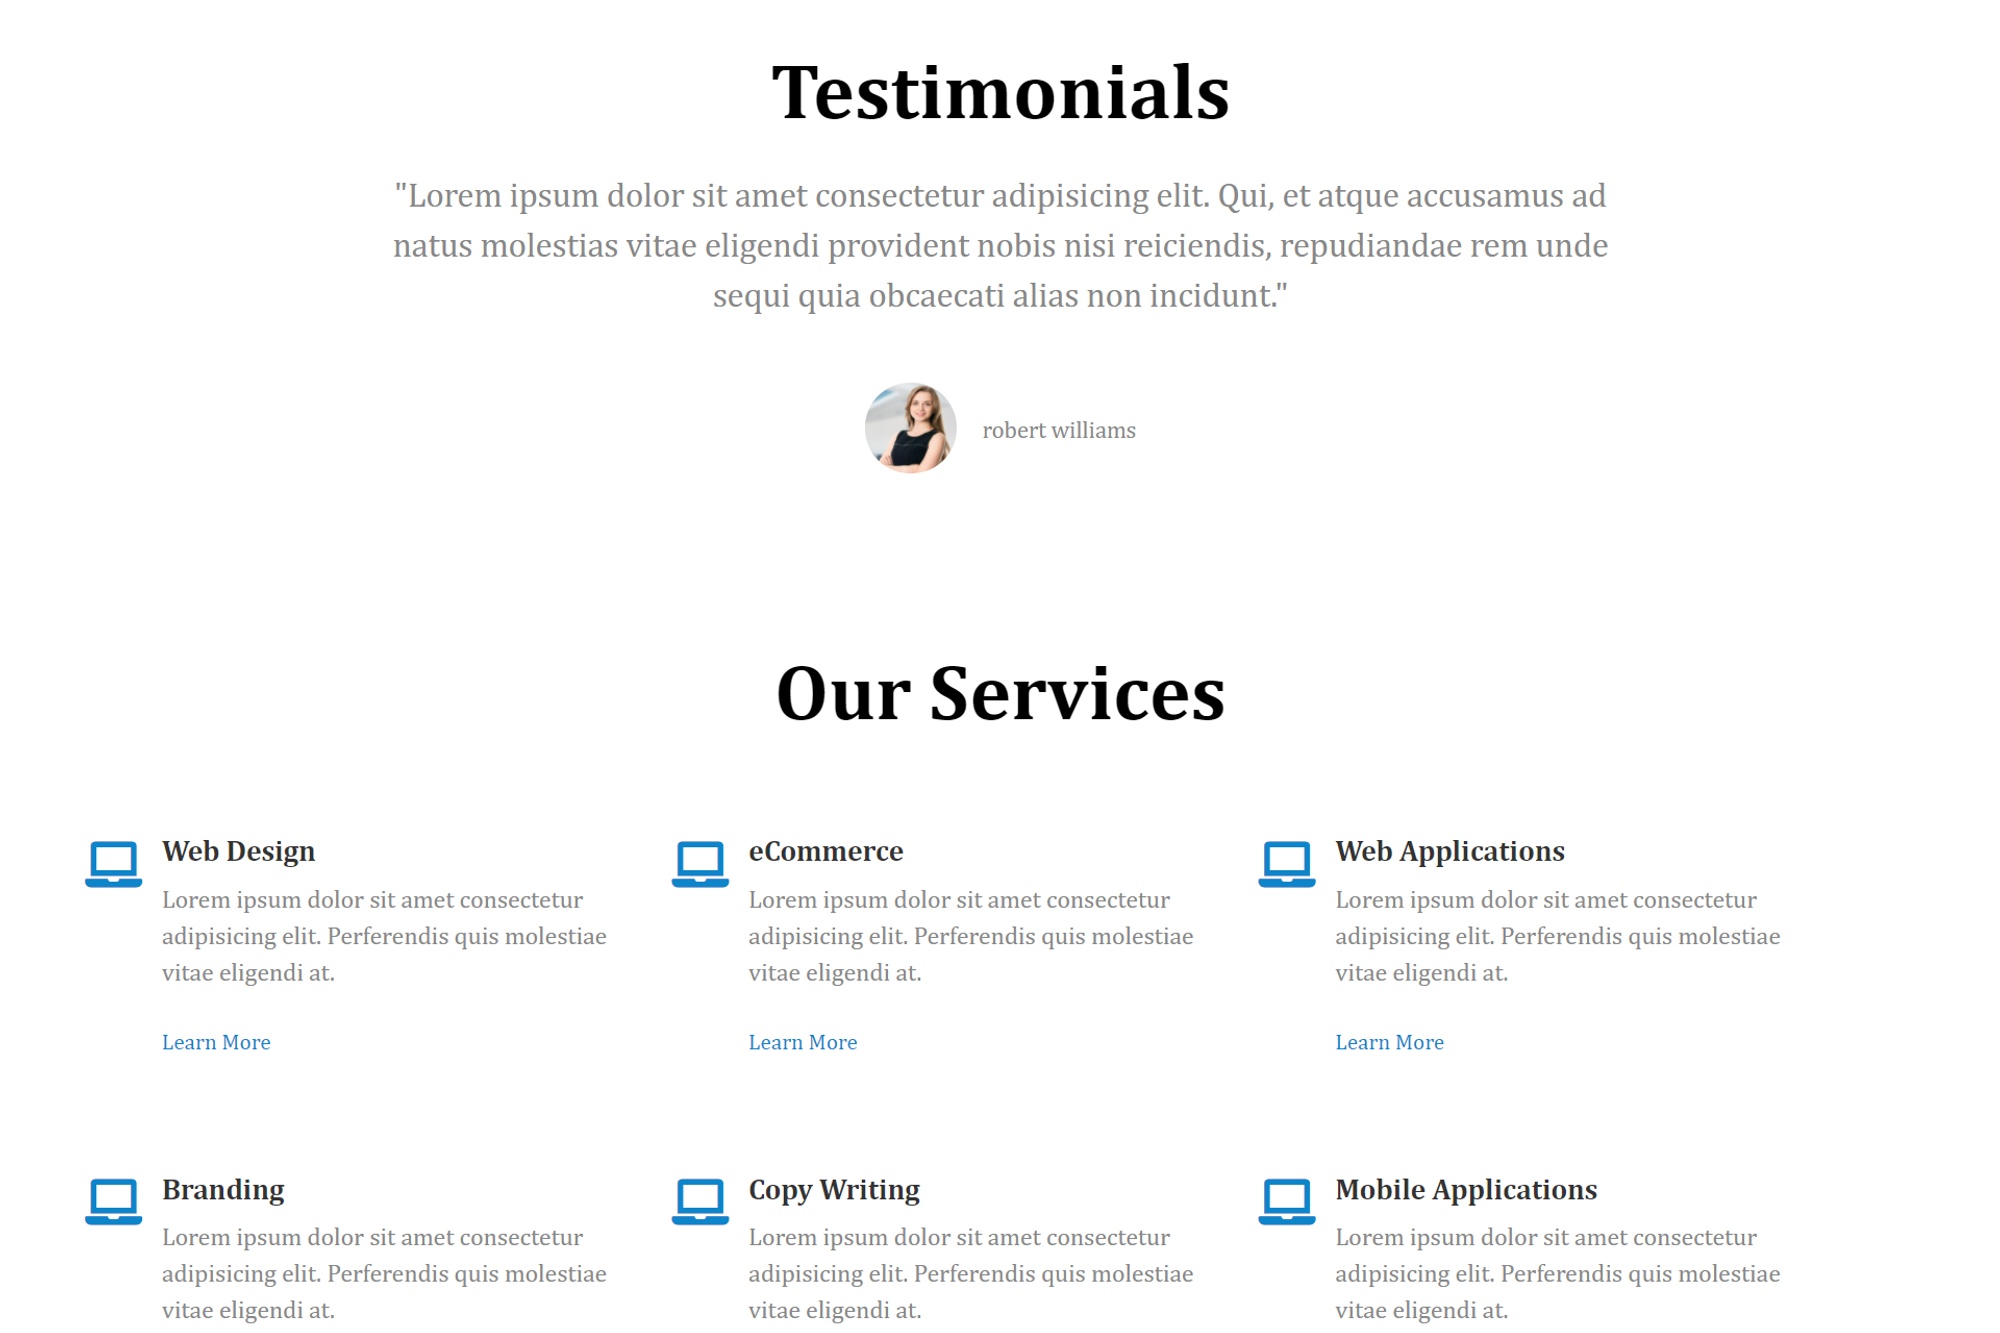 Testimonials
"Lorem ipsum dolor sit amet consectetur adipisicing elit. Qui, et atque accusamus ad
natus molestias vitae eligendi provident nobis nisi reiciendis, repudiandae rem unde
sequi quia obcaecati alias non incidunt."
robert williams
Our Services
Web Design
Lorem ipsum dolor sit amet consectetur
adipisicing elit. Perferendis quis molestiae
vitae eligendi at.
Learn More
eCommerce
Lorem ipsum dolor sit amet consectetur
adipisicing elit. Perferendis quis molestiae
vitae eligendi at.
Learn More
Web Applications
Lorem ipsum dolor sit amet consectetur
adipisicing elit. Perferendis quis molestiae
vitae eligendi at.
Learn More
Branding
Lorem ipsum dolor sit amet consectetur
adipisicing elit. Perferendis quis molestiae
vitae eligendi at.
Copy Writing
Lorem ipsum dolor sit amet consectetur
adipisicing elit. Perferendis quis molestiae
vitae eligendi at.
Mobile Applications
Lorem ipsum dolor sit amet consectetur
adipisicing elit. Perferendis quis molestiae
vitae eligendi at.